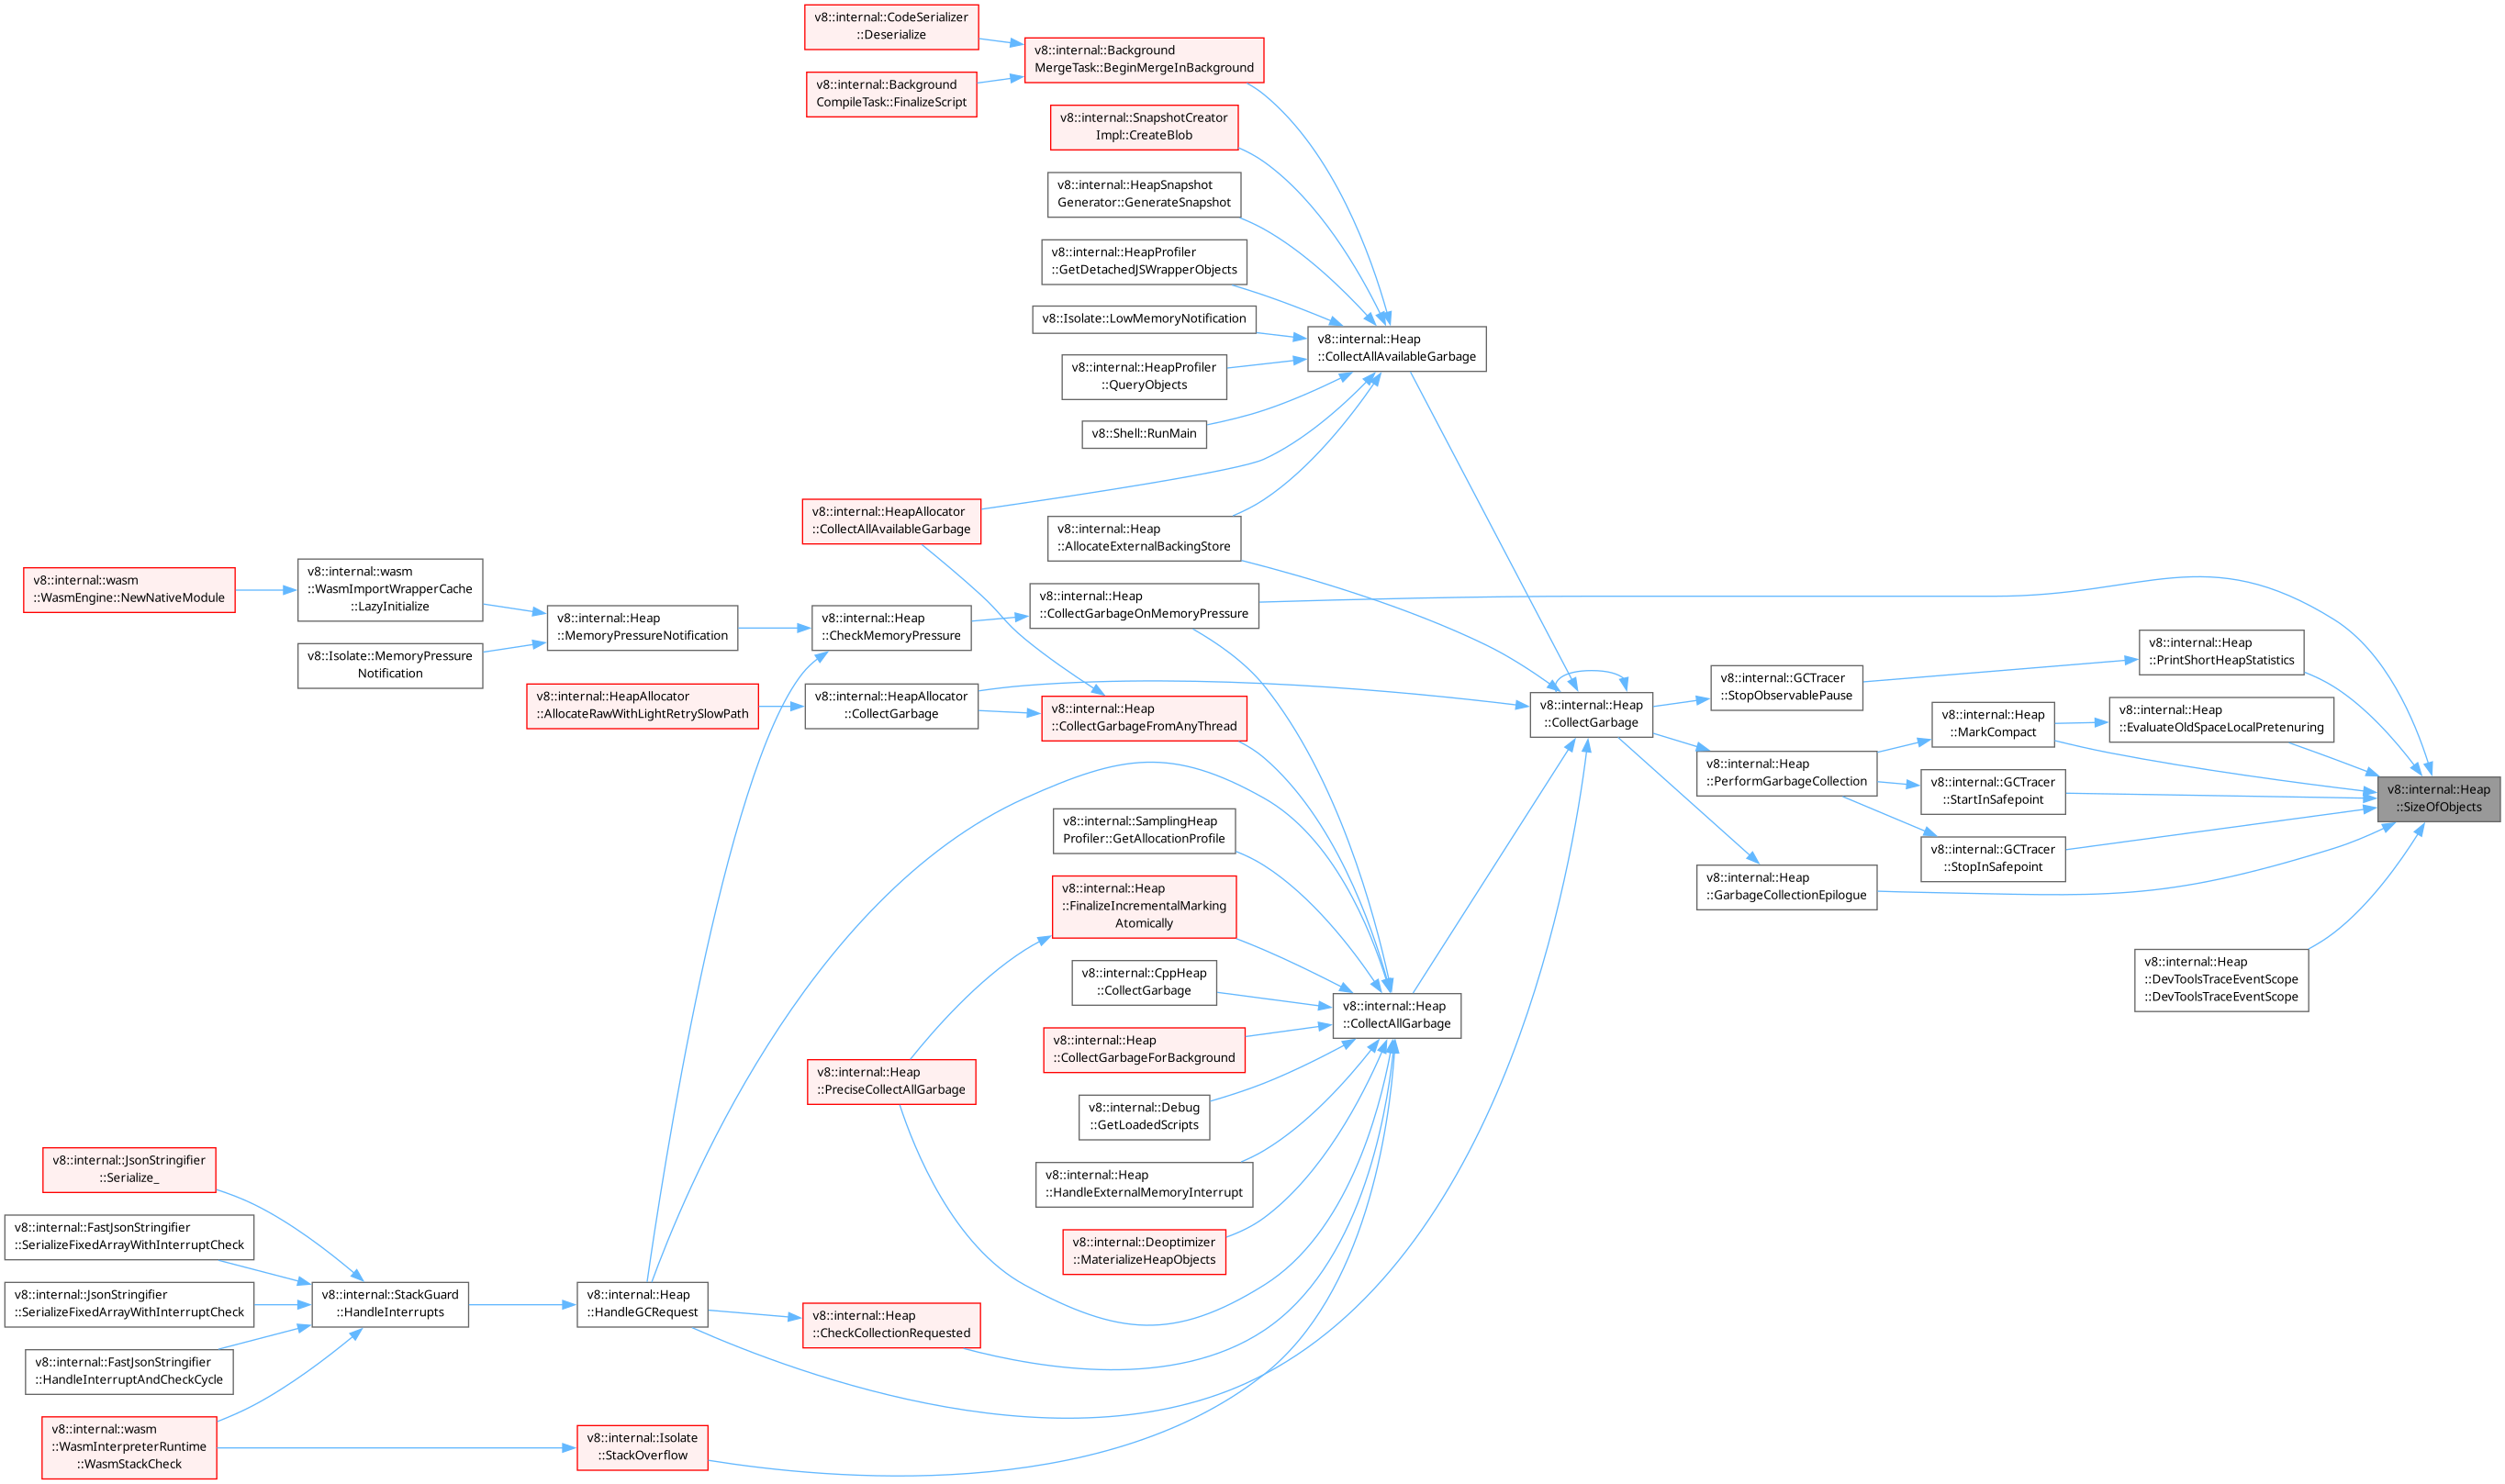 v8::internal::CodeSerializer
::Deserialize
v8::internal::Background
MergeTask::BeginMergeInBackground
v8::internal::Background
CompileTask::FinalizeScript
v8::internal::SnapshotCreator
Impl::CreateBlob
v8::internal::HeapSnapshot
Generator::GenerateSnapshot
v8::internal::HeapProfiler
::GetDetachedJSWrapperObjects
v8::Isolate::LowMemoryNotification
v8::internal::Heap
::CollectAllAvailableGarbage
v8::internal::HeapProfiler
::QueryObjects
v8::Shell::RunMain
v8::internal::HeapAllocator
::CollectAllAvailableGarbage
v8::internal::Heap
::AllocateExternalBackingStore
v8::internal::wasm
::WasmEngine::NewNativeModule
v8::internal::wasm
::WasmImportWrapperCache
::LazyInitialize
v8::internal::Heap
::MemoryPressureNotification
v8::internal::Heap
::CheckMemoryPressure
v8::internal::Heap
::CollectGarbageOnMemoryPressure
v8::Isolate::MemoryPressure
Notification
v8::internal::HeapAllocator
::AllocateRawWithLightRetrySlowPath
v8::internal::HeapAllocator
::CollectGarbage
v8::internal::Heap
::CollectGarbageFromAnyThread
v8::internal::Heap
::CollectGarbage
v8::internal::GCTracer
::StopObservablePause
v8::internal::Heap
::PrintShortHeapStatistics
v8::internal::Heap
::MarkCompact
v8::internal::Heap
::EvaluateOldSpaceLocalPretenuring
v8::internal::Heap
::PerformGarbageCollection
v8::internal::GCTracer
::StartInSafepoint
v8::internal::Heap
::SizeOfObjects
v8::internal::GCTracer
::StopInSafepoint
v8::internal::Heap
::GarbageCollectionEpilogue
v8::internal::Heap
::DevToolsTraceEventScope
::DevToolsTraceEventScope
v8::internal::SamplingHeap
Profiler::GetAllocationProfile
v8::internal::Heap
::FinalizeIncrementalMarking
Atomically
v8::internal::CppHeap
::CollectGarbage
v8::internal::Heap
::CollectAllGarbage
v8::internal::Heap
::CollectGarbageForBackground
v8::internal::Heap
::PreciseCollectAllGarbage
v8::internal::Debug
::GetLoadedScripts
v8::internal::Heap
::HandleExternalMemoryInterrupt
v8::internal::Deoptimizer
::MaterializeHeapObjects
v8::internal::JsonStringifier
::Serialize_
v8::internal::FastJsonStringifier
::SerializeFixedArrayWithInterruptCheck
v8::internal::JsonStringifier
::SerializeFixedArrayWithInterruptCheck
v8::internal::StackGuard
::HandleInterrupts
v8::internal::Heap
::HandleGCRequest
v8::internal::Heap
::CheckCollectionRequested
v8::internal::FastJsonStringifier
::HandleInterruptAndCheckCycle
v8::internal::wasm
::WasmInterpreterRuntime
::WasmStackCheck
v8::internal::Isolate
::StackOverflow